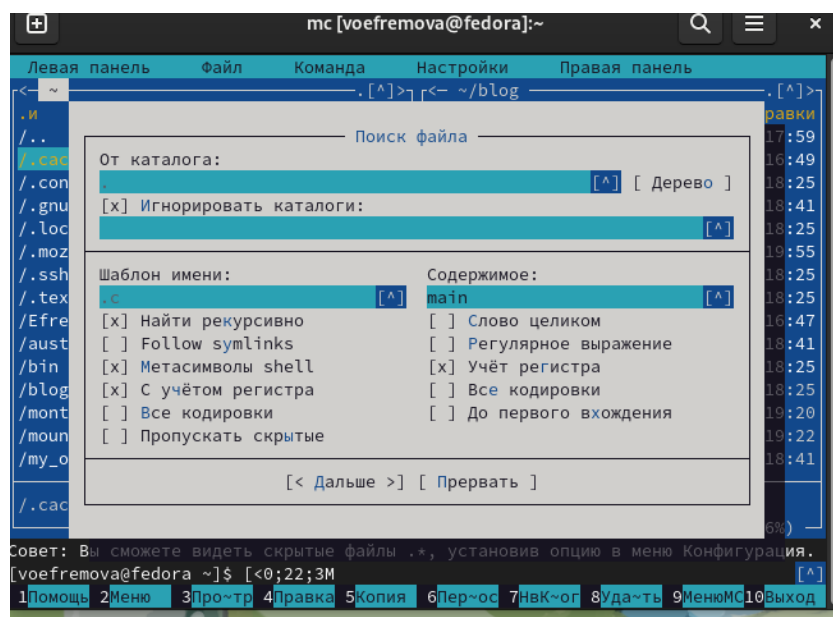 mc [voefremova@fedora]:~
Левая панель Файл Команда Настройки Правая панель
<— ~ .[^]> <— ~/blog .[^]>
.и равки
/.. 17:59
/.cac 16:49
/.con 18:25
/.gnu 18:41
/.loc 18:25
/.moz 19:55
/.ssh 18:25
/.tex 18:25
/Efre 16:47
/aust 18:41
/bin 18:25
/blog 18:25
/mont 19:20
/moun 19:22
/my_o 18:41
/.cac
6%)
Поиск файла
От каталога:
. [^] [ Дерево ]
[x] Игнорировать каталоги:
[^]
Шаблон имени: Содержимое:
.c [^] main [^]
[x] Найти рекурсивно [ ] Слово целиком
[ ] Follow symlinks [ ] Регулярное выражение
[x] Метасимволы shell [x] Учёт регистра
[x] С учётом регистра [ ] Все кодировки
[ ] Все кодировки [ ] До первого вхождения
[ ] Пропускать скрытые
[< Дальше >] [ Прервать ]
Совет: Вы сможете видеть скрытые файлы .*, установив опцию в меню Конфигурация.
[voefremova@fedora ~]$ [<0;22;3M [^]
1Помощь 2Меню 3Про~тр 4Правка 5Копия 6Пер~ос 7НвК~ог 8Уда~ть 9МенюMC 10Выход